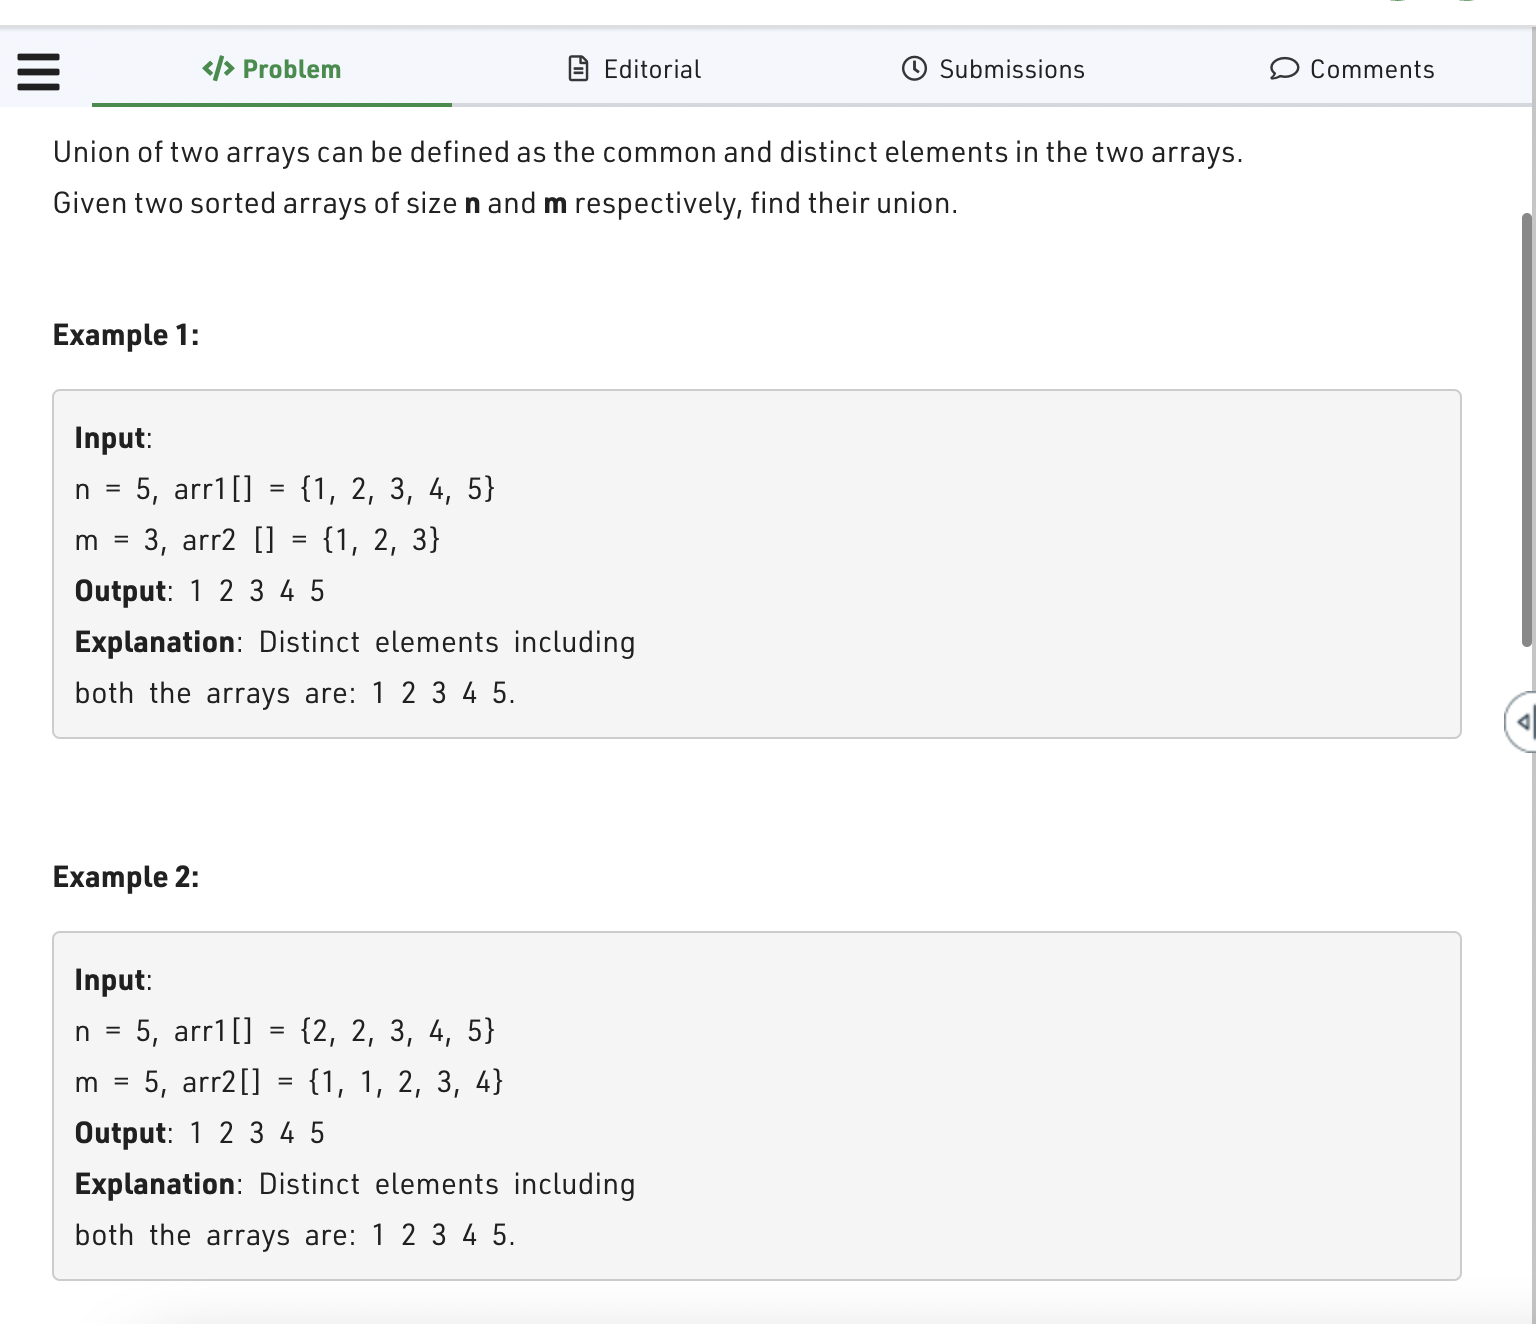 </> Problem Editorial Submissions Comments
Union of two arrays can be defined as the common and distinct elements in the two arrays.
Given two sorted arrays of size n and m respectively, find their union.
Example 1:
Input:
n = 5, arr1[] = {1, 2, 3, 4, 5}
m = 3, arr2 [] = {1, 2, 3}
Output: 1 2 3 4 5
Explanation: Distinct elements including
both the arrays are: 1 2 3 4 5.
Example 2:
Input:
n = 5, arr1[] = {2, 2, 3, 4, 5}
m = 5, arr2[] = {1, 1, 2, 3, 4}
Output: 1 2 3 4 5
Explanation: Distinct elements including
both the arrays are: 1 2 3 4 5.